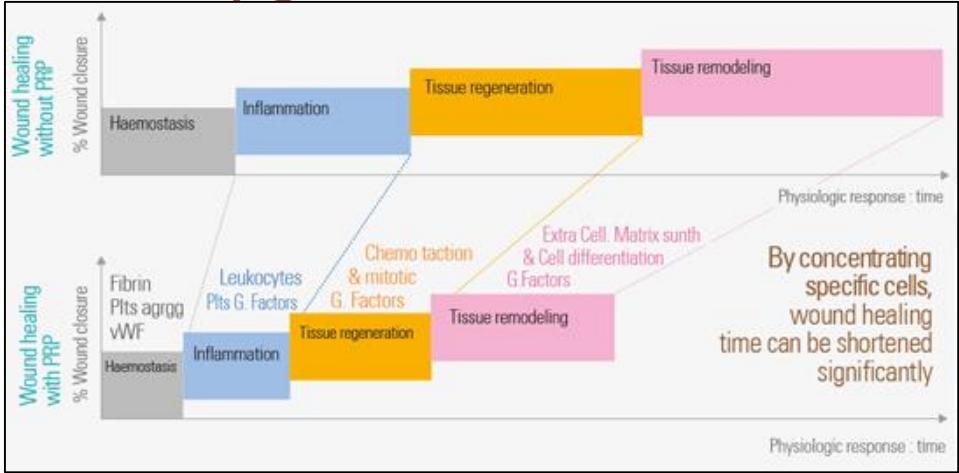 Wound healing
without PRP
% Wound closure
Haemostasis
Inflammation
Tissue regeneration
Tissue remodeling
Physiologic response : time
Wound healing
with PRP
% Wound closure
Fibrin
Plts agrgg
vWF
Leukocytes
Plts G. Factors
Chemo taction
& mitotic
G. Factors
Extra Cell. Matrix sunth
& Cell differentiation
G Factors
Haemostasis
Inflammation
Tissue regeneration
Tissue remodeling
By concentrating
specific cells,
wound healing
time can be shortened
significantly
Physiologic response : time